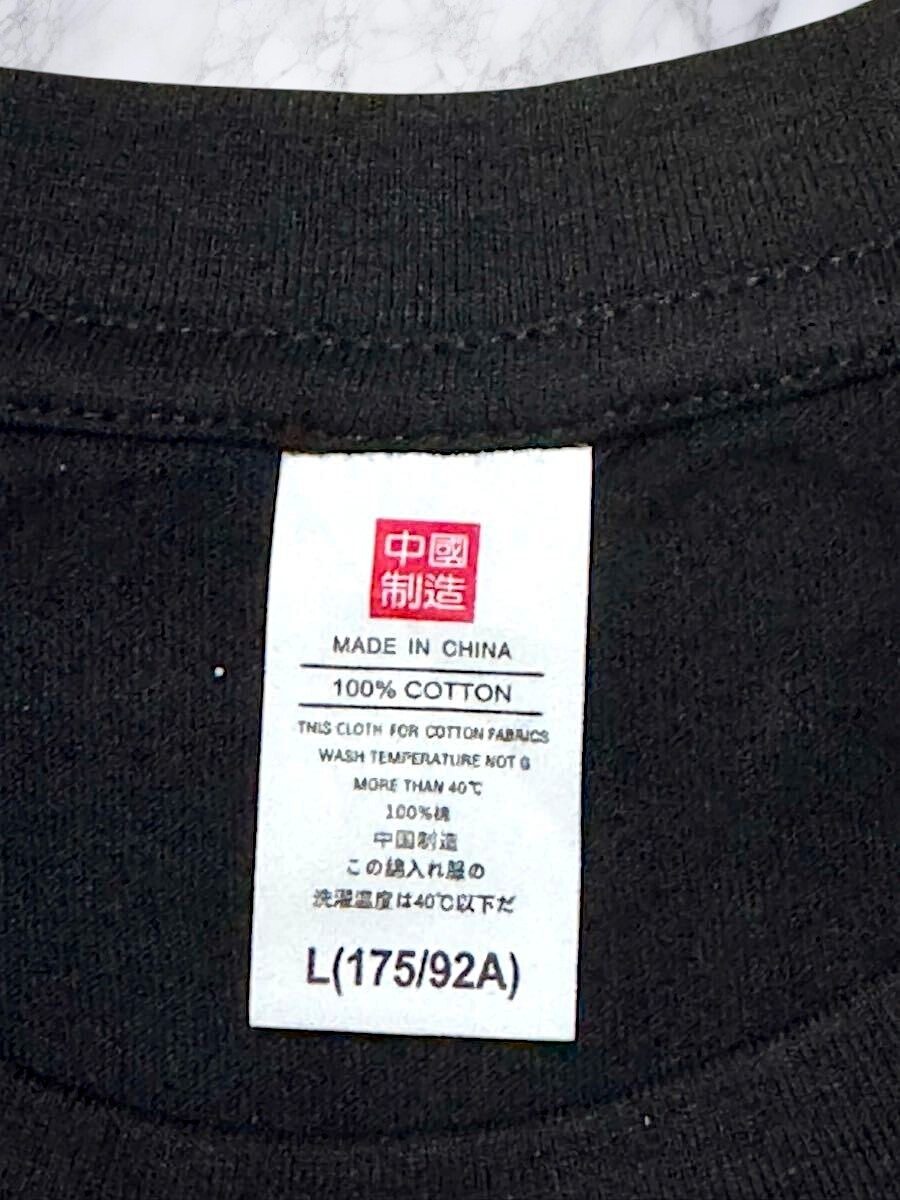 中國
制造
MADE IN CHINA
100% COTTON
THIS CLOTH FOR COTTON FABRICS
WASH TEMPERATURE NOT G
MORE THAN 40℃
100%棉
中国制造
この綿入れ服の
洗濯温度は40℃以下だ
L(175/92A)